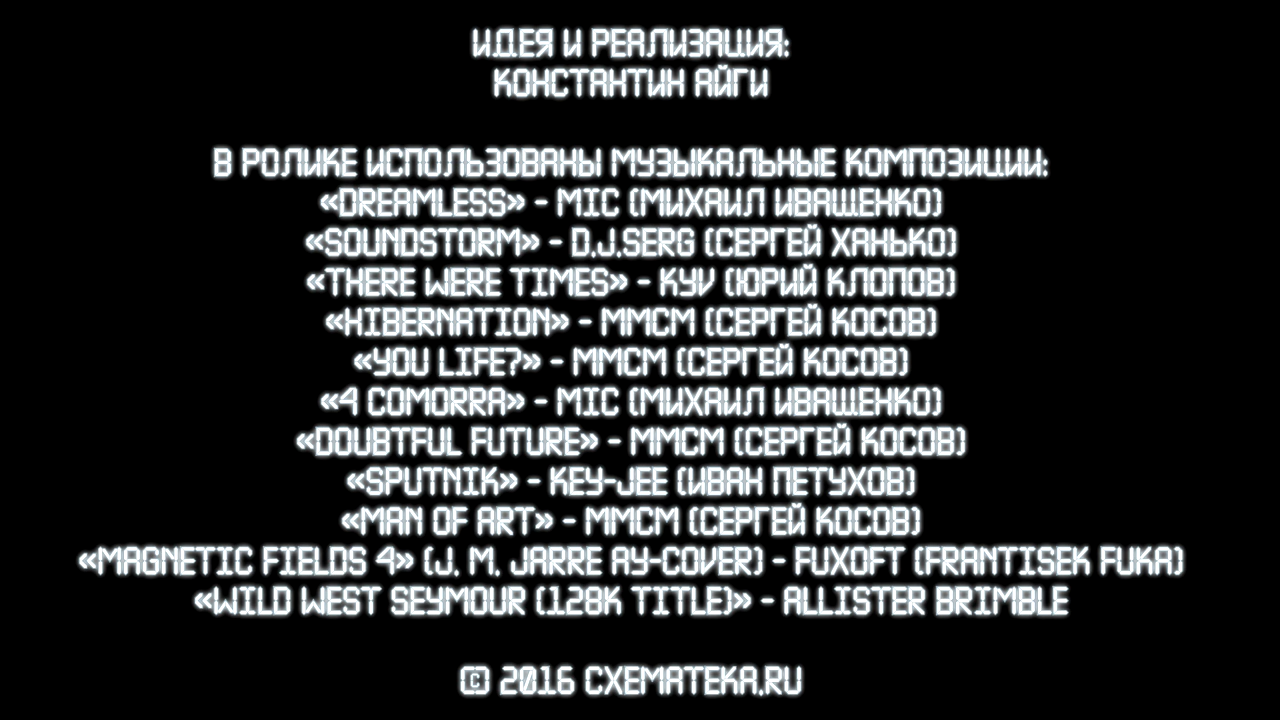 ИДЕЯ И РЕАЛИЗАЦИЯ:
КОНСТАНТИН АЙГИ
В РОЛИКЕ ИСПОЛЬЗОВАНЫ МУЗЫКАЛЬНЫЕ КОМПОЗИЦИИ:
«DREAMLESS» - MIC (МИХАИЛ ИВАЩЕНКО)
«SOUNDSTORM» - D.J.SERG (СЕРГЕЙ ХАНЬКО)
«THERE WERE TIMES» - KYV (ЮРИЙ КЛОПОВ)
«HIBERNATION» - MMCM (СЕРГЕЙ КОСОВ)
«YOU LIFE?» - MMCM (СЕРГЕЙ КОСОВ)
«4 COMORRA» - MIC (МИХАИЛ ИВАЩЕНКО)
«DOUBTFUL FUTURE» - MMCM (СЕРГЕЙ КОСОВ)
«SPUTNIK» - KEY-JEE (ИВАН ПЕТУХОВ)
«MAN OF ART» - MMCM (СЕРГЕЙ КОСОВ)
«MAGNETIC FIELDS 4» (J. M. JARRE AY-COVER) - FUXOFT (FRANTISEK FUKA)
«WILD WEST SEYMOUR (128K TITLE)» - ALLISTER BRIMBLE
© 2016 CXEMATEKA.RU